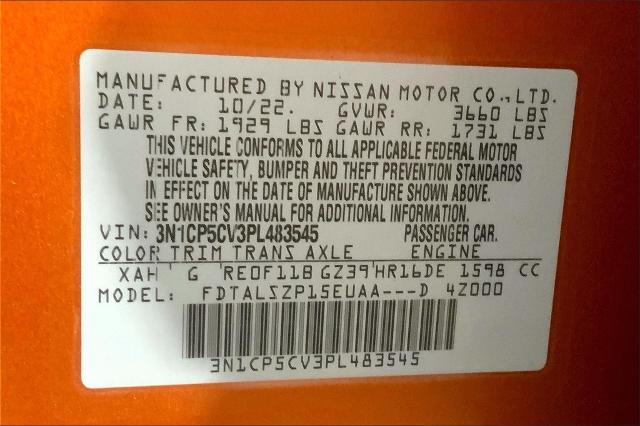 MANUFACTURED BY NISSAN MOTOR CO., LTD.
DATE: 10/22. GVWR: 3660 LBS
GAWR FR: 1929 LBS GAWR RR: 1731 LBS
THIS VEHICLE CONFORMS TO ALL APPLICABLE FEDERAL MOTOR
VEHICLE SAFETY, BUMPER AND THEFT PREVENTION STANDARDS
IN EFFECT ON THE DATE OF MANUFACTURE SHOWN ABOVE.
SEE OWNER'S MANUAL FOR ADDITIONAL INFORMATION.
VIN: 3N1CP5CV3PL483545 PASSENGER CAR.
COLOR TRIM TRANS AXLE ENGINE
XAH G RE0F11B GZ39 HR16DE 1598 CC
MODEL: FDTALSZP15EUAA---D 4Z000
3N1CP5CV3PL483545